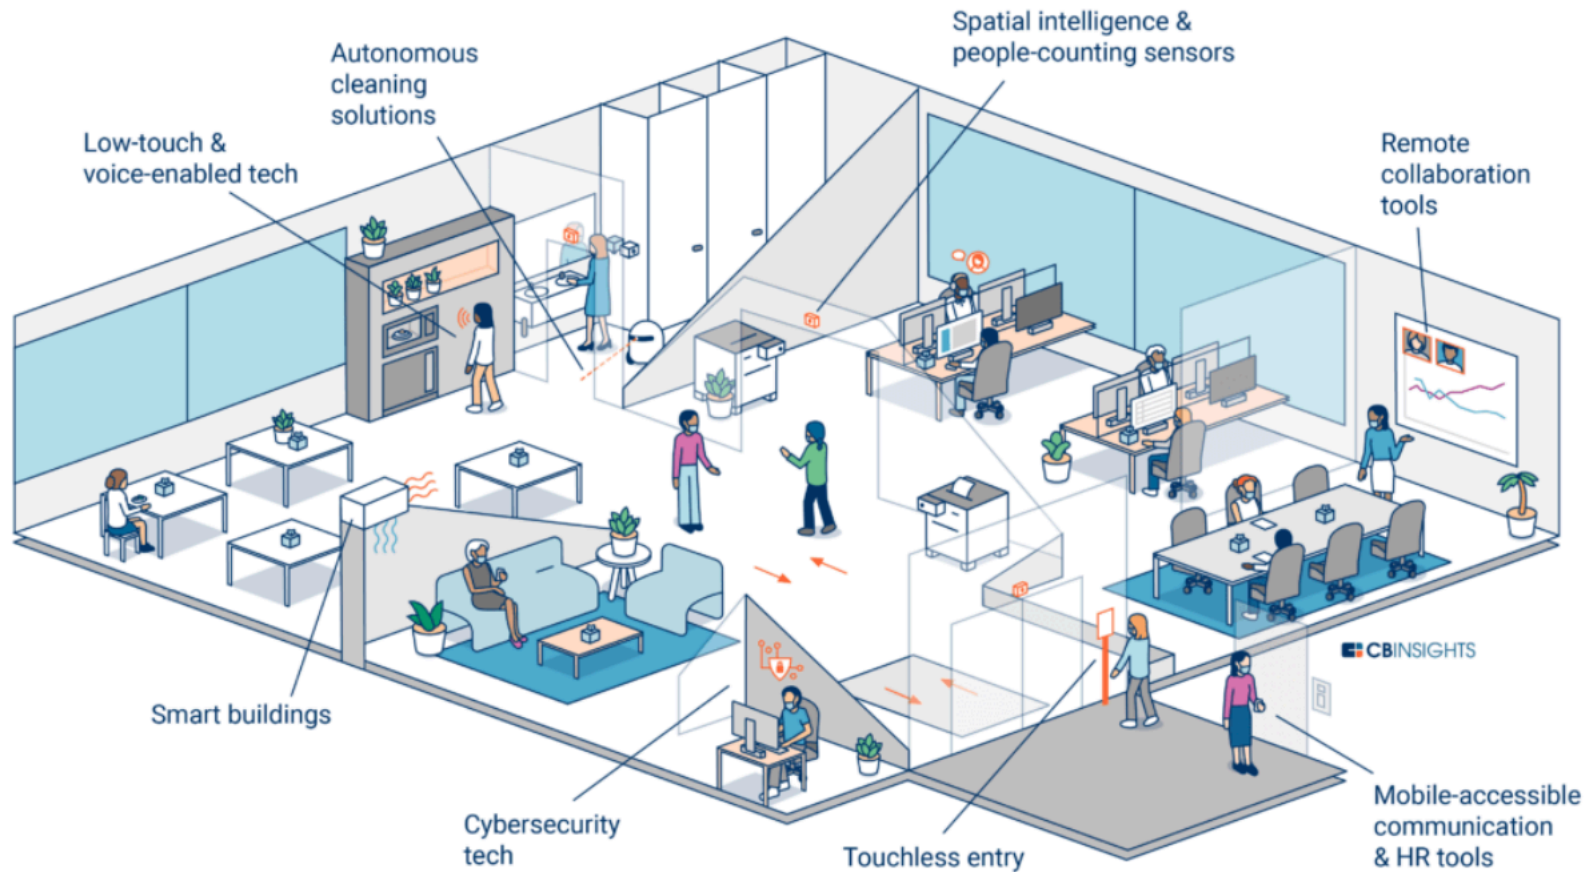 Spatial intelligence &
people-counting sensors
Autonomous
cleaning
solutions
Low-touch &
voice-enabled tech
Remote
collaboration
tools
CBINSIGHTS
Smart buildings
Cybersecurity
tech
Touchless entry
Mobile-accessible
communication
& HR tools